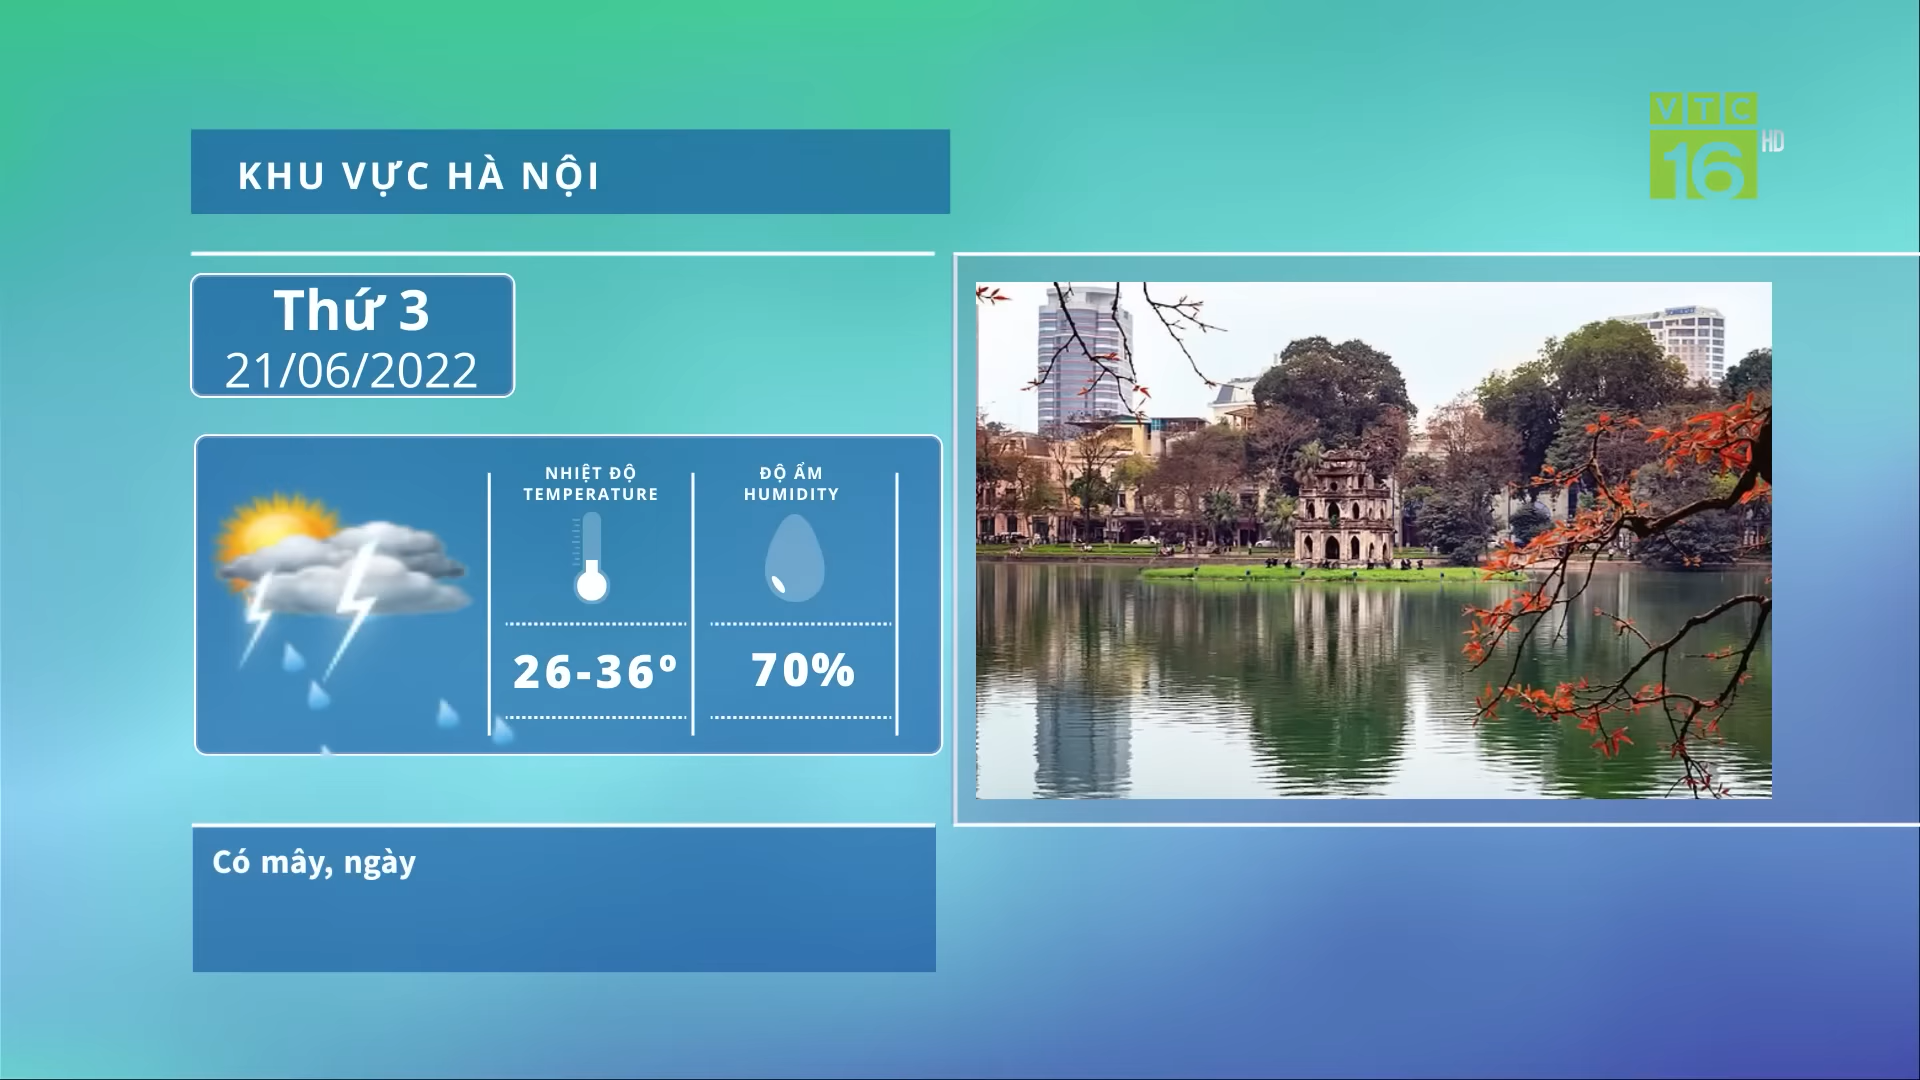 VTC
16 HD
KHU VỰC HÀ NỘI
Thứ 3
21/06/2022
NHIỆT ĐỘ
TEMPERATURE
26-36º
ĐỘ ẨM
HUMIDITY
70%
SOMERSET
Có mây, ngày